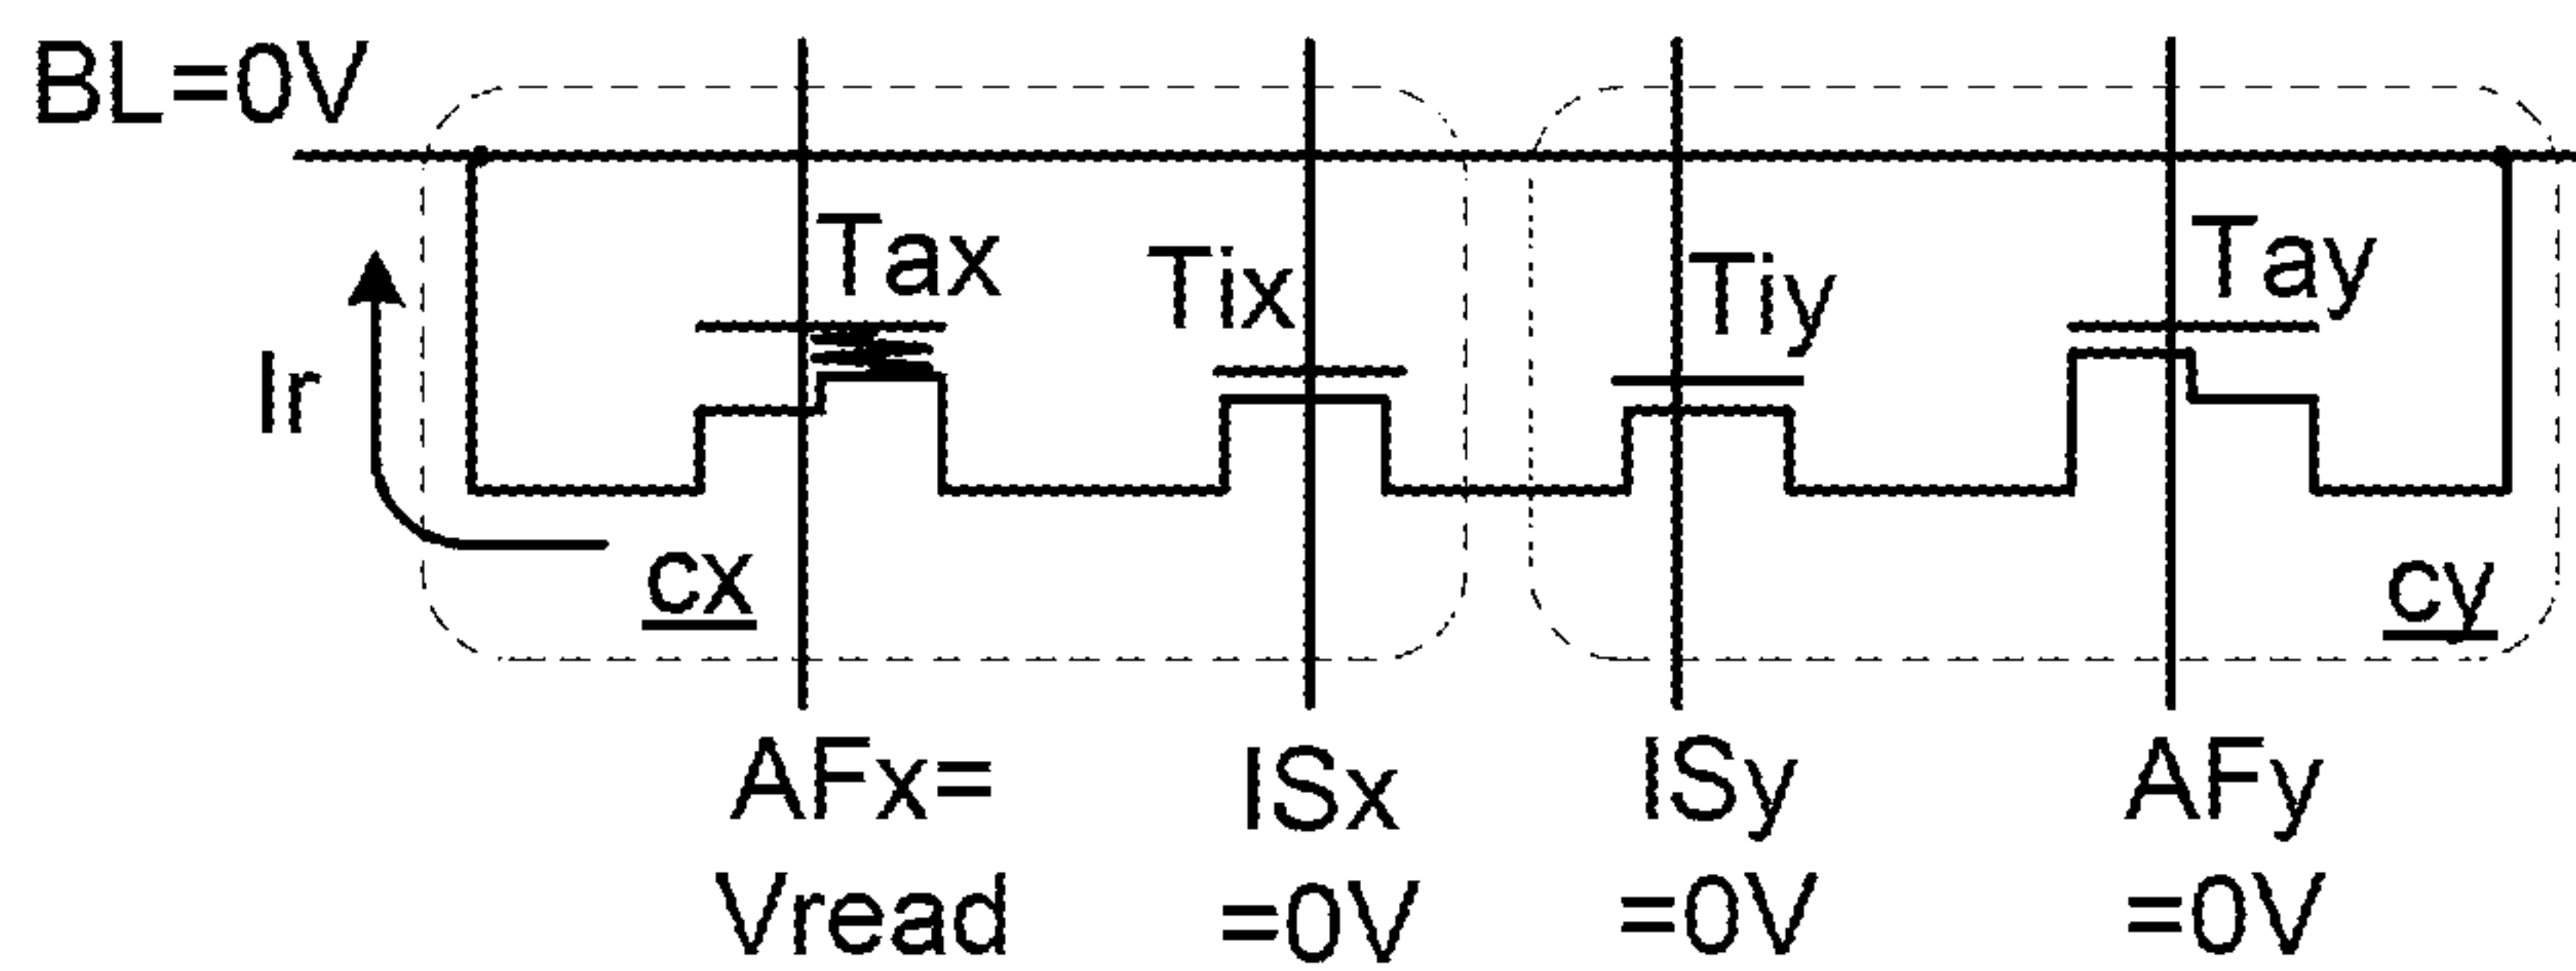 BL=0V
Tax
Tix
Tiy
Tay
Ir
cx
cy
AFx=
Vread
ISx
=0V
ISy
=0V
AFy
=0V